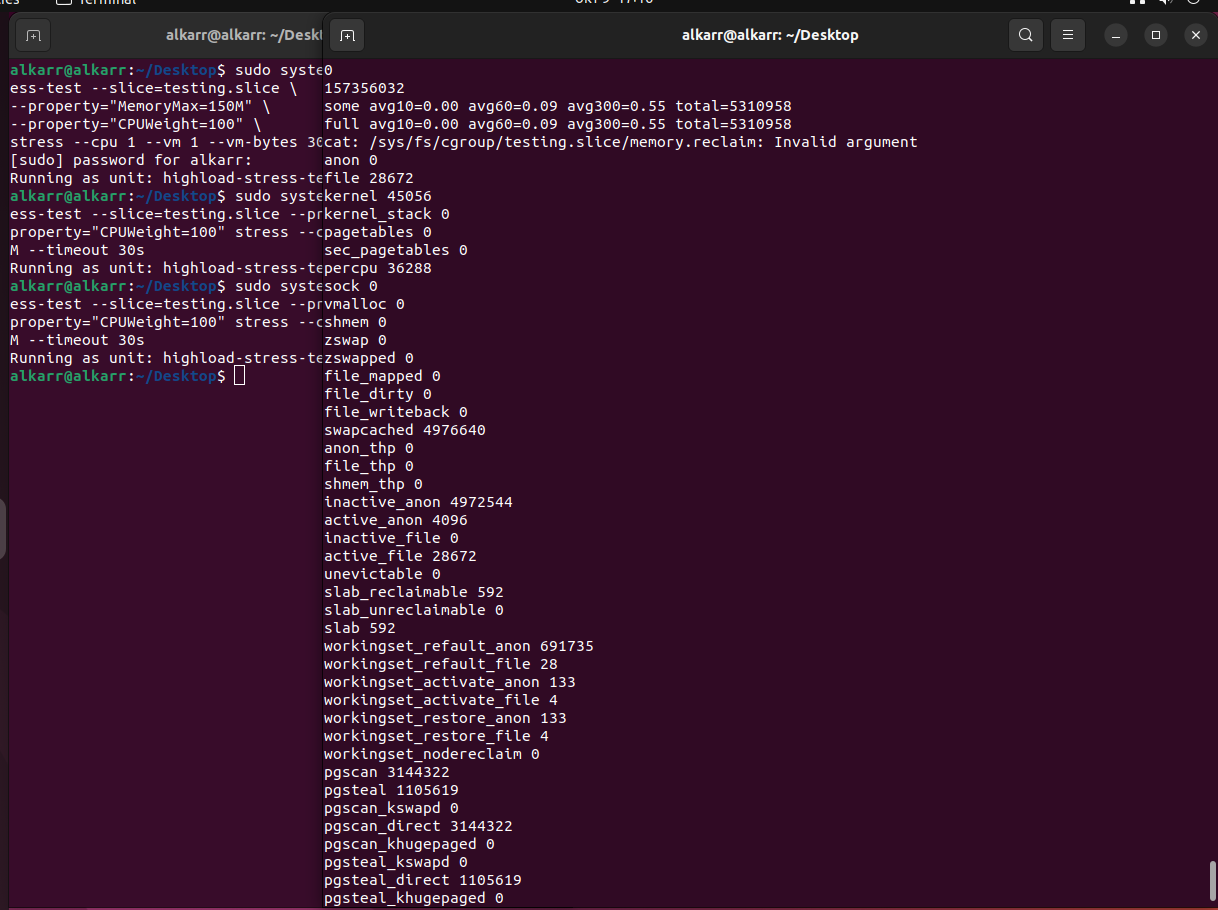 Terminal
alkarr@alkarr: ~/Deskt
alkarr@alkarr:~/Desktop$ sudo syste
ess-test --slice=testing.slice \
--property="MemoryMax=150M" \
--property="CPUWeight=100" \
stress --cpu 1 --vm 1 --vm-bytes 30
[sudo] password for alkarr:
Running as unit: highload-stress-te
alkarr@alkarr:~/Desktop$ sudo syste
ess-test --slice=testing.slice --pr
property="CPUWeight=100" stress --c
M --timeout 30s
Running as unit: highload-stress-te
alkarr@alkarr:~/Desktop$ sudo syste
ess-test --slice=testing.slice --pr
property="CPUWeight=100" stress --c
M --timeout 30s
Running as unit: highload-stress-te
alkarr@alkarr:~/Desktop$
alkarr@alkarr: ~/Desktop
0
157356032
some avg10=0.00 avg60=0.09 avg300=0.55 total=5310958
full avg10=0.00 avg60=0.09 avg300=0.55 total=5310958
cat: /sys/fs/cgroup/testing.slice/memory.reclaim: Invalid argument
anon 0
file 28672
kernel 45056
kernel_stack 0
pagetables 0
sec_pagetables 0
percpu 36288
sock 0
vmalloc 0
shmem 0
zswap 0
zswapped 0
file_mapped 0
file_dirty 0
file_writeback 0
swapcached 4976640
anon_thp 0
file_thp 0
shmem_thp 0
inactive_anon 4972544
active_anon 4096
inactive_file 0
active_file 28672
unevictable 0
slab_reclaimable 592
slab_unreclaimable 0
slab 592
workingset_refault_anon 691735
workingset_refault_file 28
workingset_activate_anon 133
workingset_activate_file 4
workingset_restore_anon 133
workingset_restore_file 4
workingset_nodereclaim 0
pgscan 3144322
pgsteal 1105619
pgscan_kswapd 0
pgscan_direct 3144322
pgscan_khugepaged 0
pgsteal_kswapd 0
pgsteal_direct 1105619
pgsteal_khugepaged 0